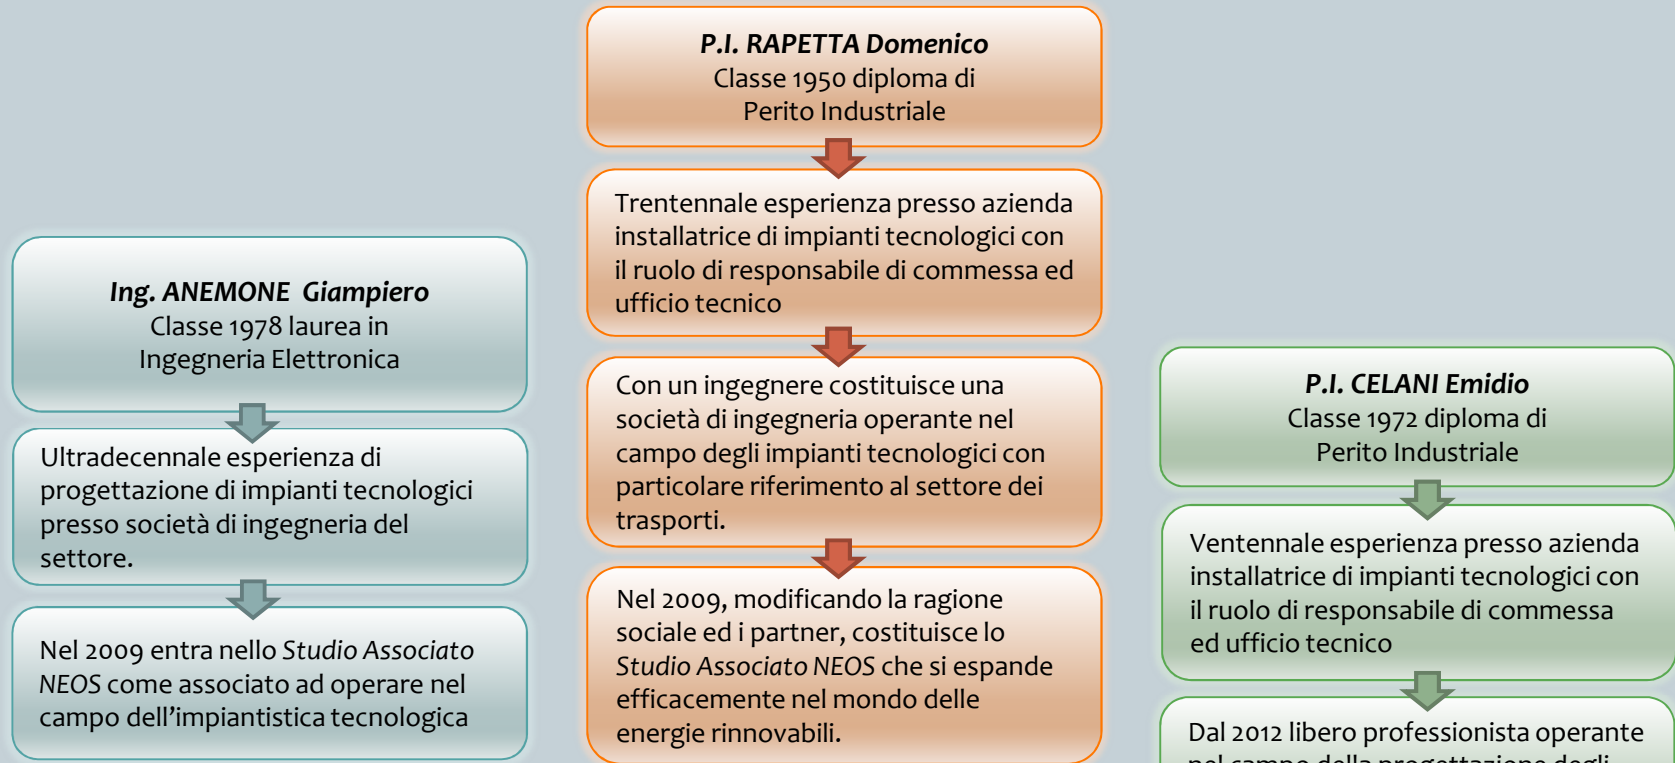 P.I. RAPETTA Domenico
Classe 1950 diploma di
Perito Industriale
Trentennale esperienza presso azienda
installatrice di impianti tecnologici con
il ruolo di responsabile di commessa ed
ufficio tecnico
Con un ingegnere costituisce una
società di ingegneria operante nel
campo degli impianti tecnologici con
particolare riferimento al settore dei
trasporti.
Nel 2009, modificando la ragione
sociale ed i partner, costituisce lo
Studio Associato NEOS che si espande
efficacemente nel mondo delle
energie rinnovabili.
Ing. ANEMONE Giampiero
Classe 1978 laurea in
Ingegneria Elettronica
Ultradecennale esperienza di
progettazione di impianti tecnologici
presso società di ingegneria del
settore.
Nel 2009 entra nello Studio Associato
NEOS come associato ad operare nel
campo dell’impiantistica tecnologica
P.I. CELANI Emidio
Classe 1972 diploma di
Perito Industriale
Ventennale esperienza presso azienda
installatrice di impianti tecnologici con
il ruolo di responsabile di commessa
ed ufficio tecnico
Dal 2012 libero professionista operante
nel campo della progettazione degli